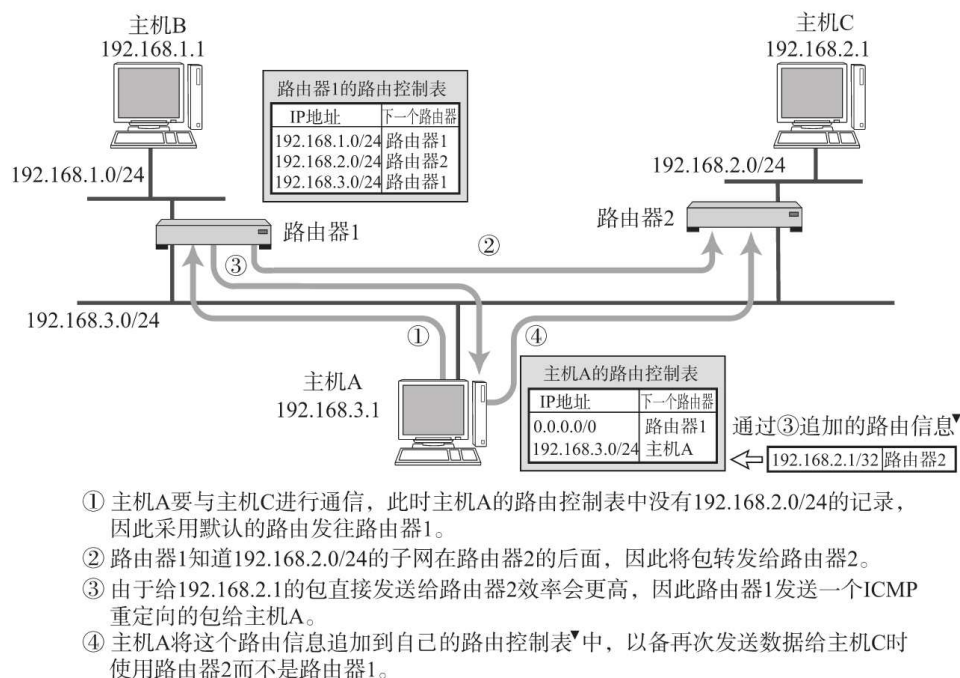 主机B
192.168.1.1
主机C
192.168.2.1
路由器1的路由控制表
IP地址 下一个路由器
192.168.1.0/24 路由器1
192.168.2.0/24 路由器2
192.168.3.0/24 路由器1
192.168.1.0/24
192.168.2.0/24
路由器1
路由器2
②
③
192.168.3.0/24
①
④
主机A
192.168.3.1
主机A的路由控制表
IP地址 下一个路由器
0.0.0.0/0 路由器1
192.168.3.0/24 主机A
通过③追加的路由信息▼
192.168.2.1/32 路由器2
① 主机A要与主机C进行通信，此时主机A的路由控制表中没有192.168.2.0/24的记录，
因此采用默认的路由发往路由器1。
② 路由器1知道192.168.2.0/24的子网在路由器2的后面，因此将包转发给路由器2。
③ 由于给192.168.2.1的包直接发送给路由器2效率会更高，因此路由器1发送一个ICMP
重定向的包给主机A。
④ 主机A将这个路由信息追加到自己的路由控制表▼中，以备再次发送数据给主机C时
使用路由器2而不是路由器1。